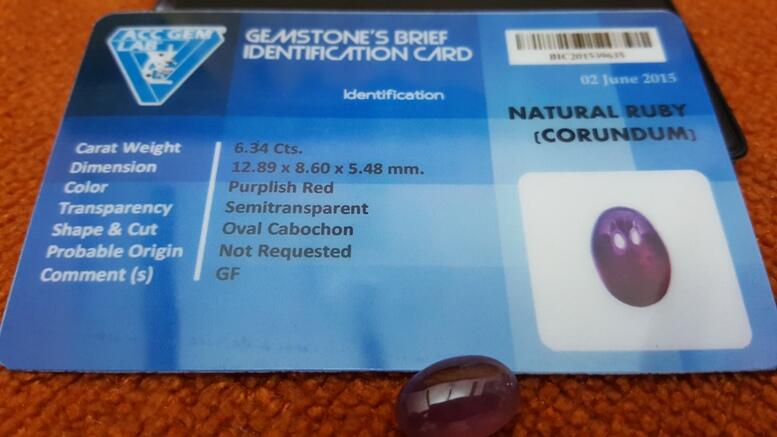 ACC GEM
LAB
GEMSTONE'S BRIEF
IDENTIFICATION CARD
Identification
BIC201539635
02 June 2015
NATURAL RUBY
(CORUNDUM)
Carat Weight 6.34 Cts.
Dimension 12.89 x 8.60 x 5.48 mm.
Color Purplish Red
Transparency Semitransparent
Shape & Cut Oval Cabochon
Probable Origin Not Requested
Comment (s) GF